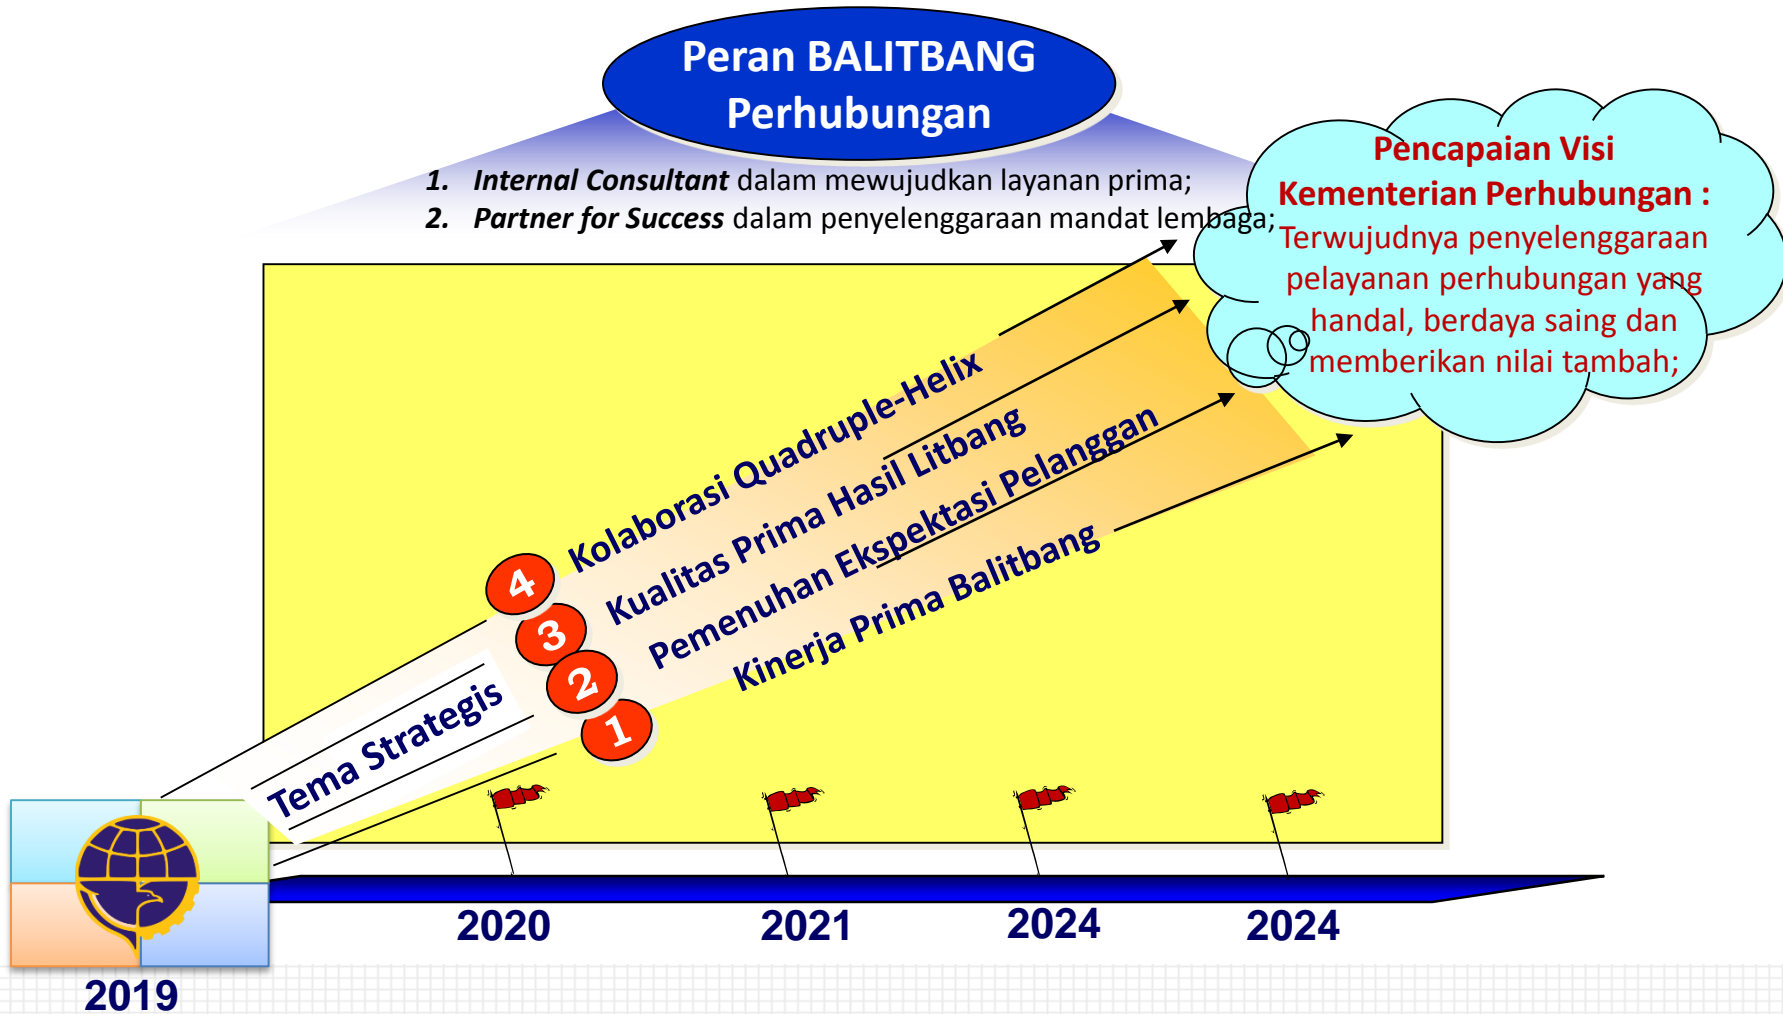 Peran BALITBANG
Perhubungan
1. Internal Consultant dalam mewujudkan layanan prima;
2. Partner for Success dalam penyelenggaraan mandat lembaga;
Pencapaian Visi
Kementerian Perhubungan :
Terwujudnya penyelenggaraan
pelayanan perhubungan yang
handal, berdaya saing dan
memberikan nilai tambah;
4 Kolaborasi Quadruple-Helix
3 Kualitas Prima Hasil Litbang
2 Pemenuhan Ekspektasi Pelanggan
1 Kinerja Prima Balitbang
Tema Strategis
2020 2021 2024 2024
2019